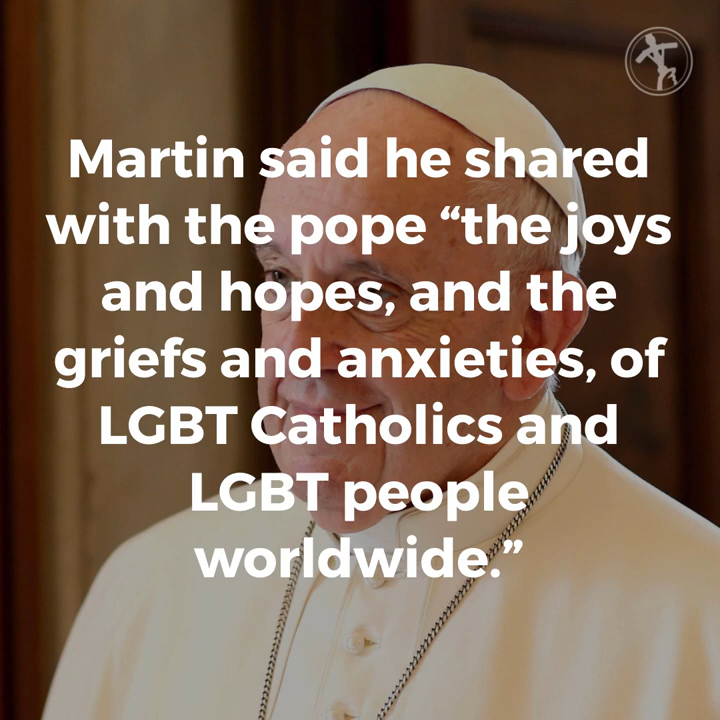 Martin said he shared
with the pope “the joys
and hopes, and the
griefs and anxieties, of
LGBT Catholics and
LGBT people
worldwide.”